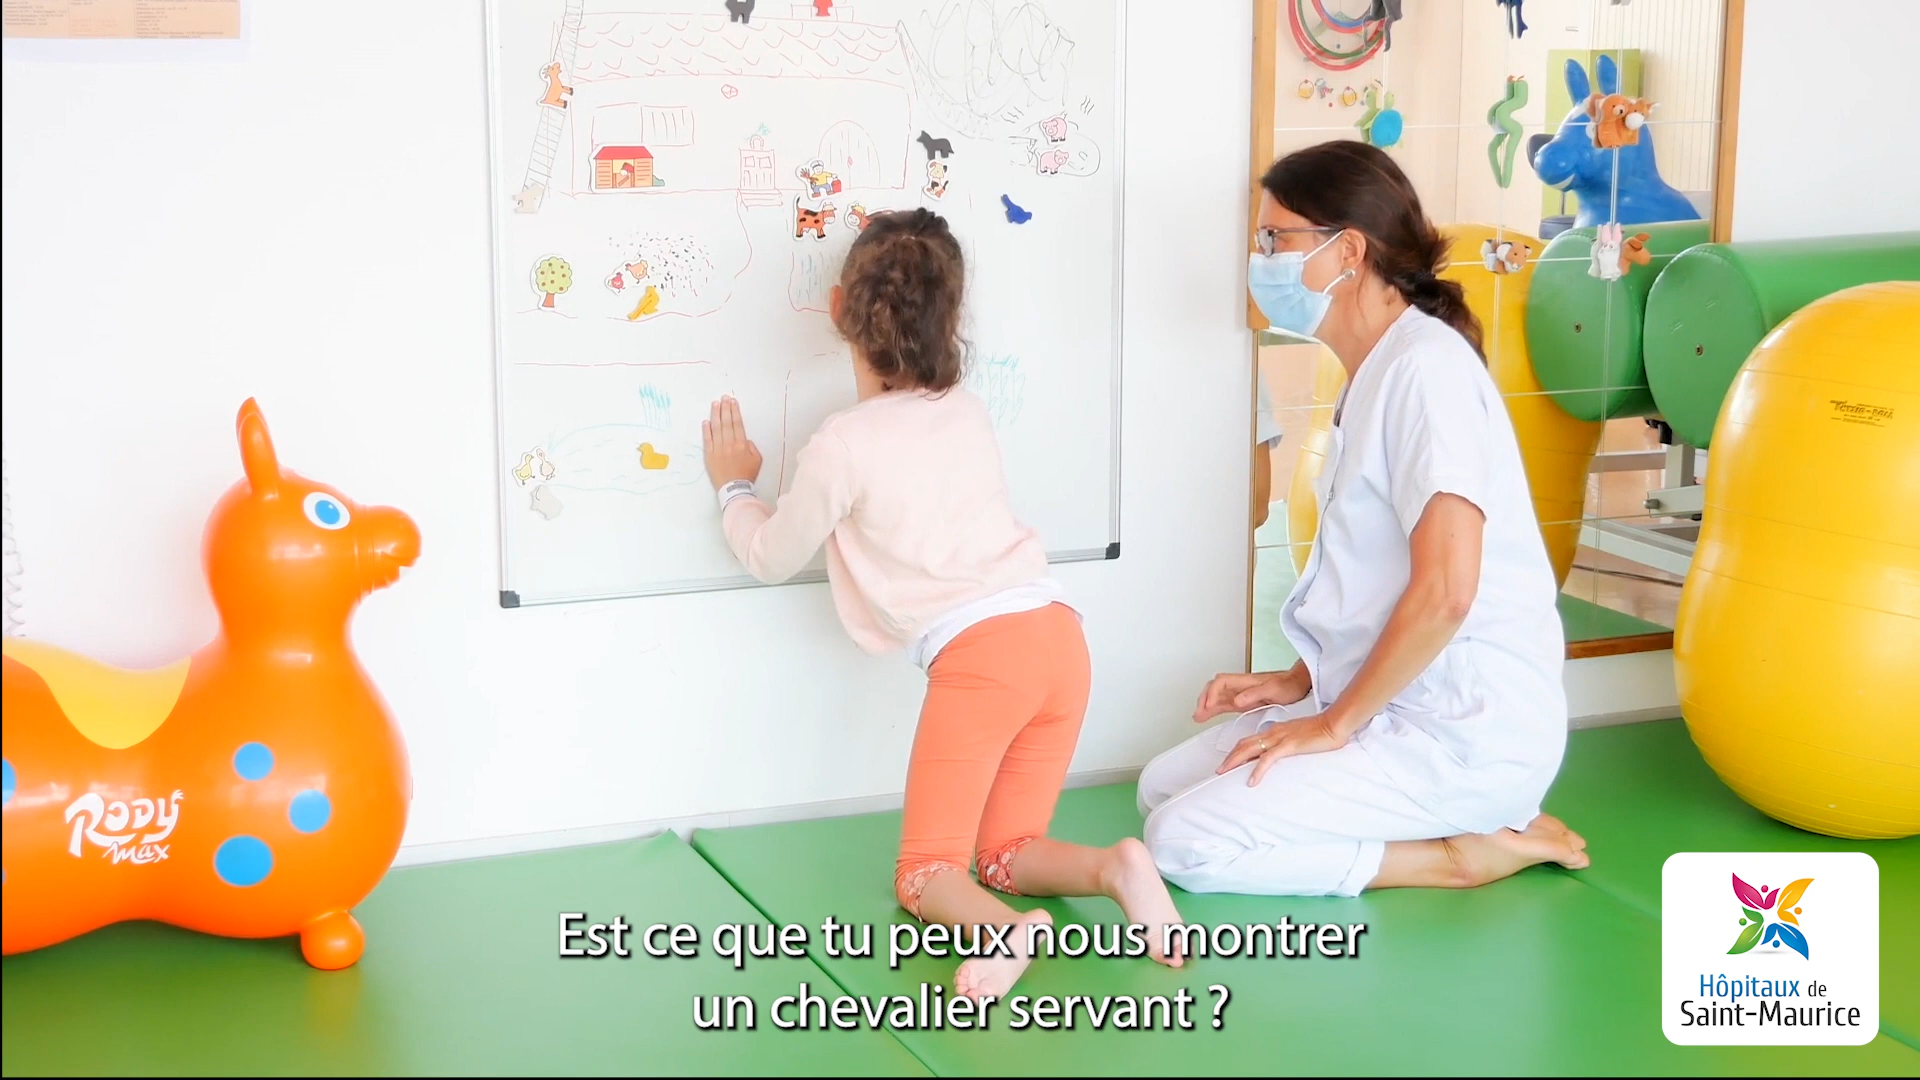 RODY
max
Est ce que tu peux nous montrer
un chevalier servant ?
Hôpitaux de
Saint-Maurice